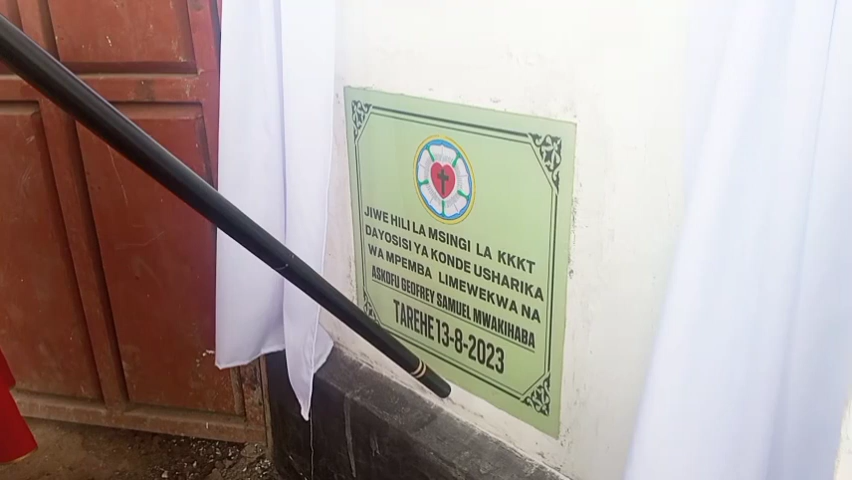 JIWE HILI LA MSINGI LA KKKT
DAYOSISI YA KONDE USHARIKA
WA MPEMBA LIMEWEKWA NA
ASKOFU GEOFREY SAMUEL MWAKIHABA
TAREHE 13-8-2023